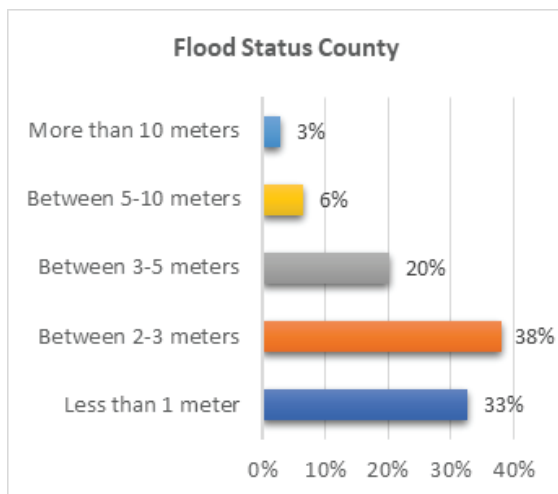 Flood Status County
More than 10 meters 3%
Between 5-10 meters 6%
Between 3-5 meters 20%
Between 2-3 meters 38%
Less than 1 meter 33%
0% 10% 20% 30% 40%